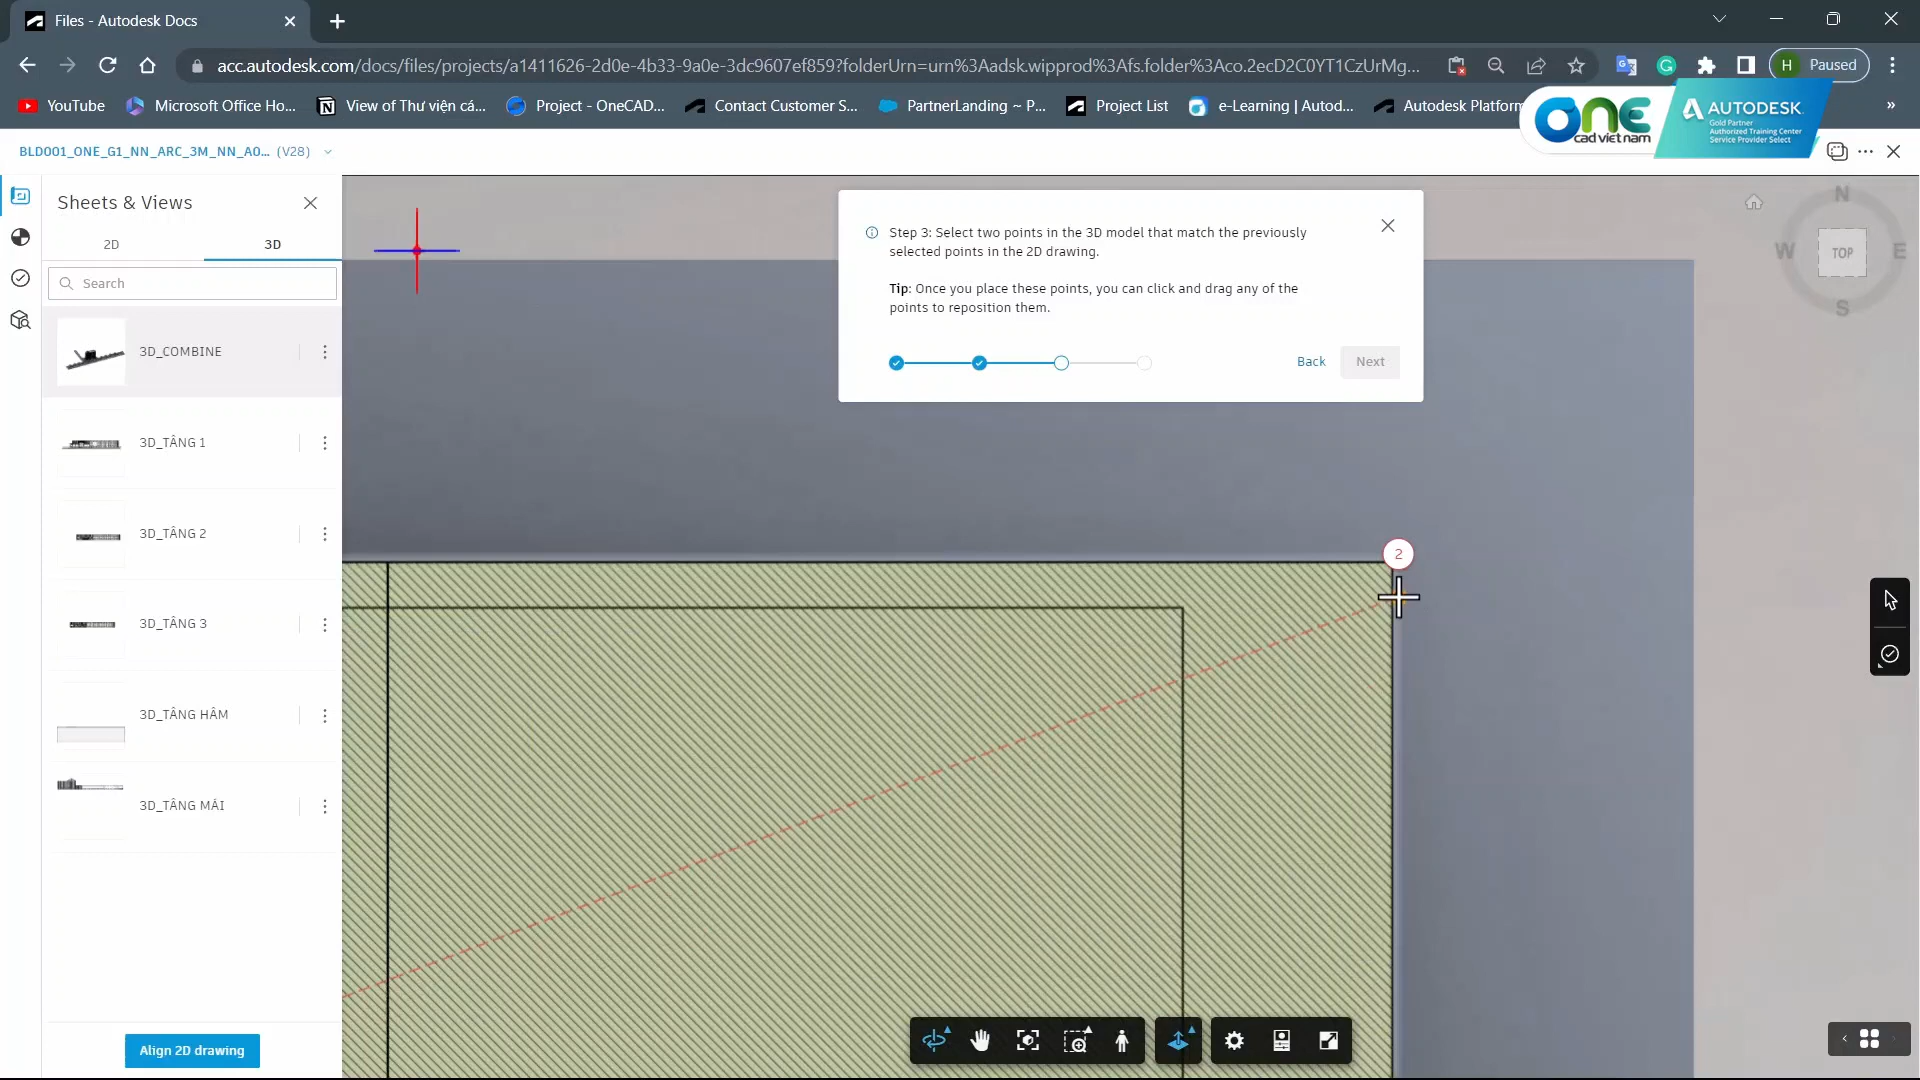 Files - Autodesk Docs
acc.autodesk.com/docs/files/projects/a1411626-2d0e-4b33-9a0e-3dc9607ef859?folderUrn=urn%3Aadsk.wipprod%3Afs.folder%3Aco.2ecD2C0YT1CzUrMg...
H Paused
YouTube
Microsoft Office Ho...
View of Thư viện cá...
Project - OneCAD...
Contact Customer S...
PartnerLanding ~ P...
Project List
e-Learning | Autod...
Autodesk Platform
»
one
cad viet nam
AUTODESK
Gold Partner
Authorized Training Center
Service Provider Select
BLD001_ONE_G1_NN_ARC_3M_NN_A0... (V28)
Sheets & Views
2D
3D
Search
3D_COMBINE
3D_TẦNG 1
3D_TẦNG 2
3D_TẦNG 3
3D_TẦNG HẦM
3D_TẦNG MÁI
Align 2D drawing
Step 3: Select two points in the 3D model that match the previously
selected points in the 2D drawing.
Tip: Once you place these points, you can click and drag any of the
points to reposition them.
Back
Next
N
W
TOP
E
S
2